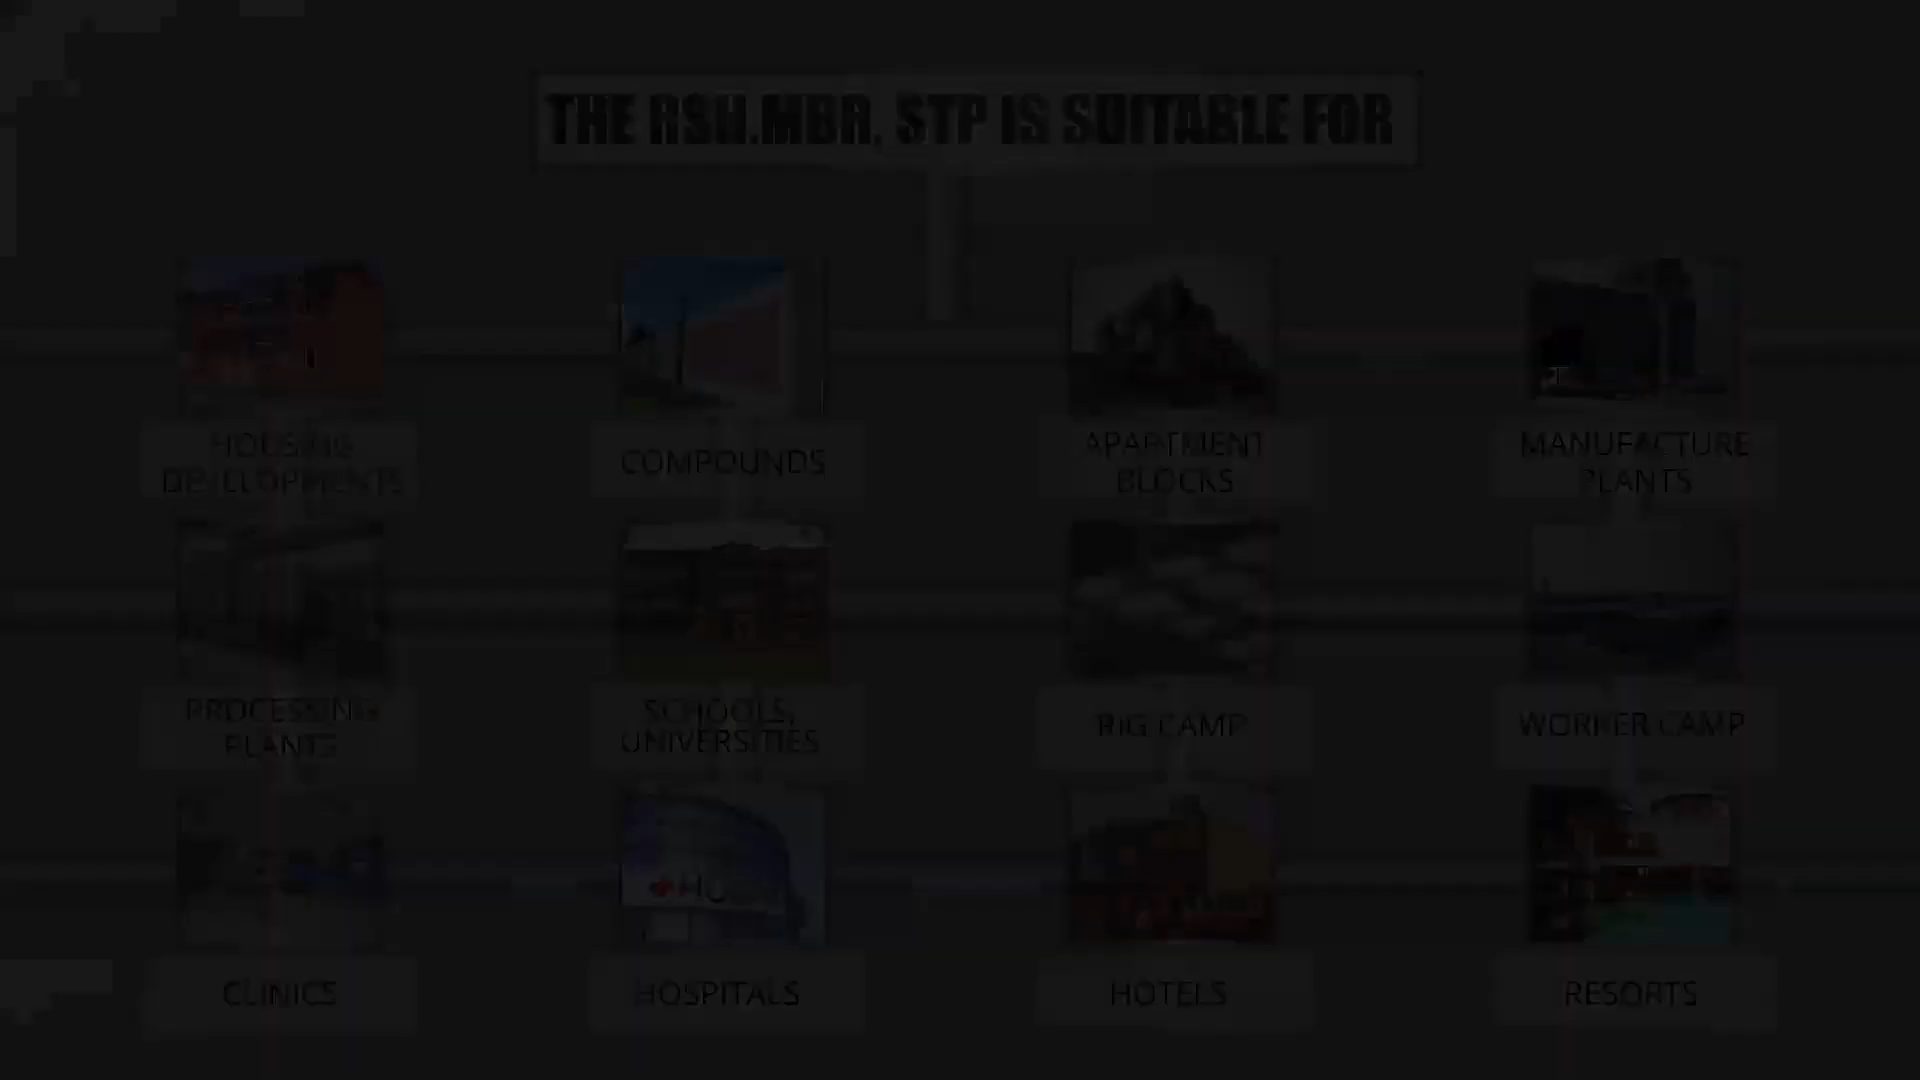 THE RSH.MBR. STP IS SUITABLE FOR
HOUSING
DEVELOPMENTS
COMPOUNDS
APARTMENT
BLOCKS
MANUFACTURE
PLANTS
PROCESSING
PLANTS
SCHOOLS,
UNIVERSITIES
RIG CAMP
WORKER CAMP
CLINICS
HOSPITALS
HOTELS
RESORTS